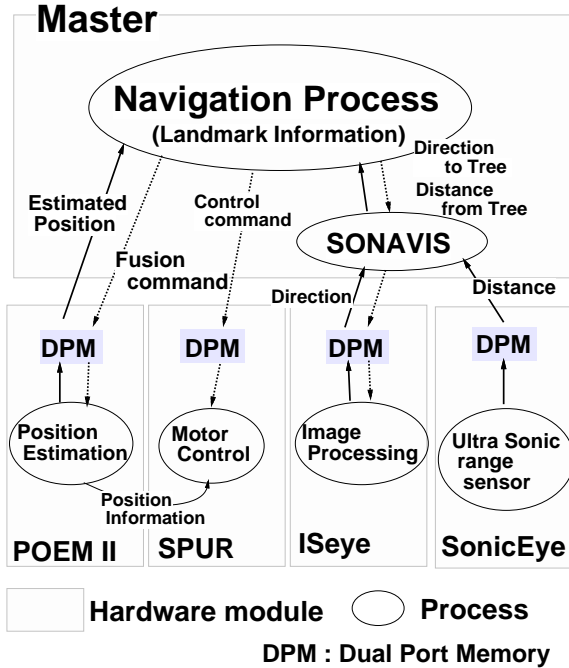 Master
Navigation Process
(Landmark Information)
Direction
to Tree
Distance
from Tree
Estimated
Position
Control
command
Fusion
command
SONAVIS
Direction
Distance
DPM
DPM
DPM
DPM
Position
Estimation
Motor
Control
Image
Processing
Ultra Sonic
range
sensor
Position
Information
POEM II
SPUR
ISeye
SonicEye
Hardware module
Process
DPM : Dual Port Memory